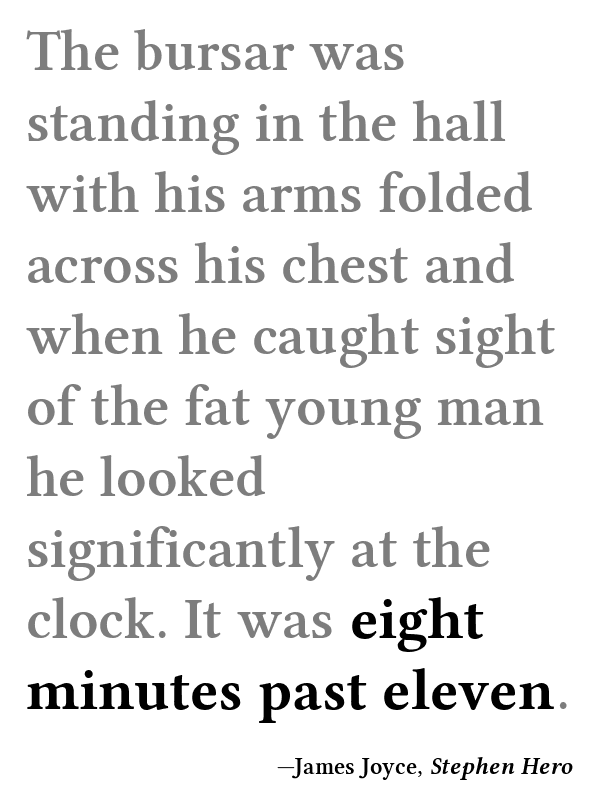 The bursar was
standing in the hall
with his arms folded
across his chest and
when he caught sight
of the fat young man
he looked
significantly at the
clock. It was eight
minutes past eleven.
—James Joyce, Stephen Hero